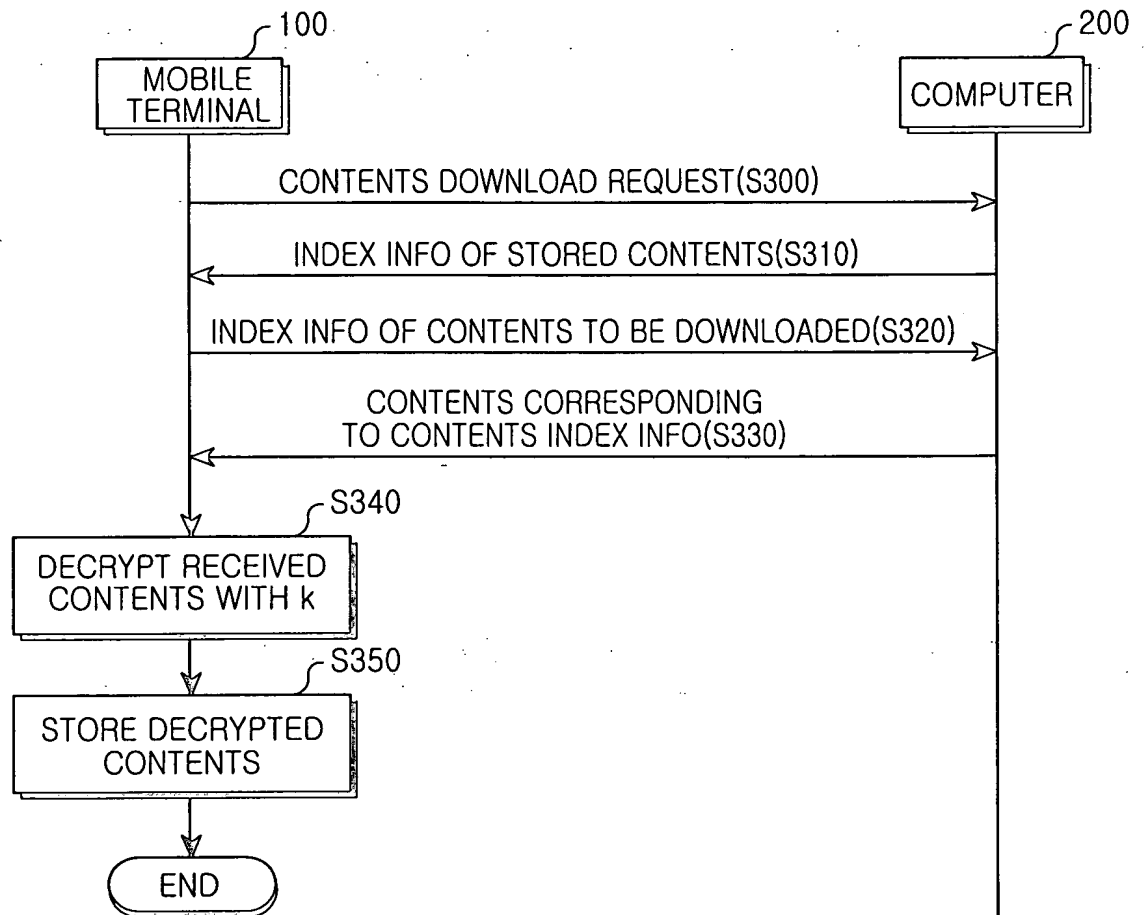 100
200
MOBILE
TERMINAL
COMPUTER
CONTENTS DOWNLOAD REQUEST(S300)
INDEX INFO OF STORED CONTENTS(S310)
INDEX INFO OF CONTENTS TO BE DOWNLOADED(S320)
CONTENTS CORRESPONDING
TO CONTENTS INDEX INFO(S330)
S340
DECRYPT RECEIVED
CONTENTS WITH k
S350
STORE DECRYPTED
CONTENTS
END